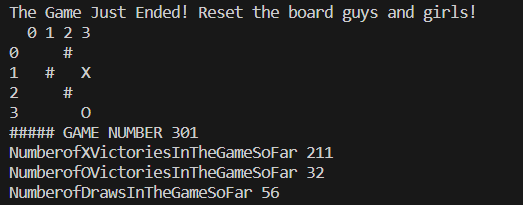 The Game Just Ended! Reset the board guys and girls!
  0 1 2 3
0     #
1   #   X
2     #
3       O
##### GAME NUMBER 301
NumberofXVictoriesInTheGameSoFar 211
NumberofOVictoriesInTheGameSoFar 32
NumberofDrawsInTheGameSoFar 56